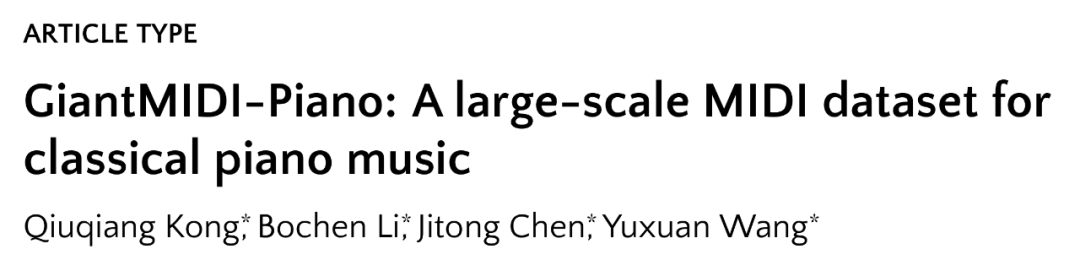 ARTICLE TYPE
GiantMIDI-Piano: A large-scale MIDI dataset for
classical piano music
Qiuqiang Kong,* Bochen Li,* Jitong Chen,* Yuxuan Wang*